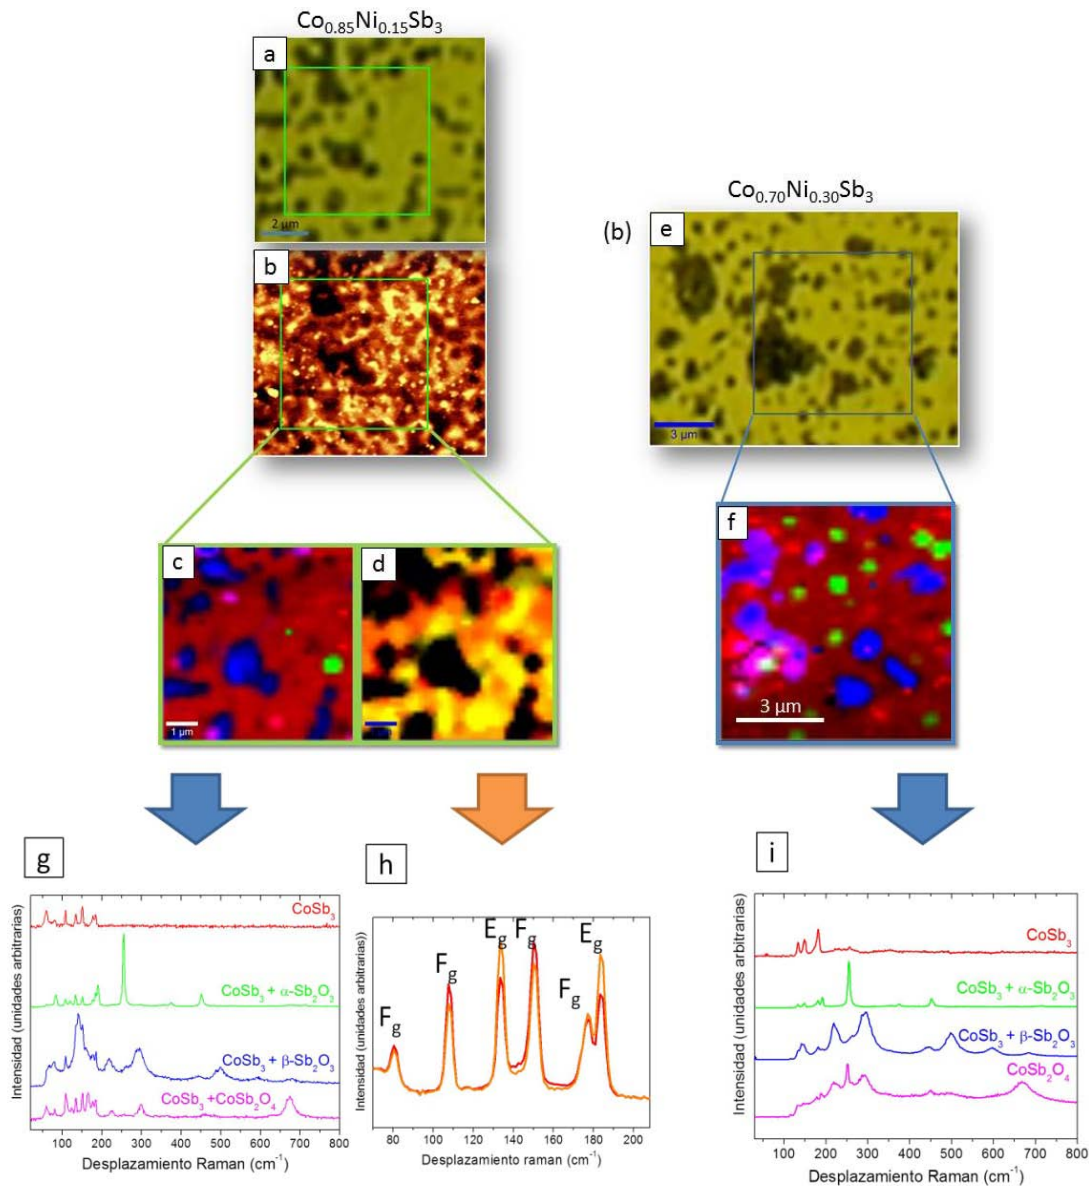 Co0.85Ni0.15Sb3
a
2 µm
b
Co0.70Ni0.30Sb3
(b)
e
3 µm
c
1 µm
d
f
3 µm
g
CoSb3
CoSb3 + α-Sb2O3
CoSb3 + β-Sb2O3
CoSb3 +CoSb2O4
Intensidad (unidades arbitrarias)
100 200 300 400 500 600 700 800
Desplazamiento Raman (cm-1)
h
Fg
Fg
Eg
Fg
Fg
Eg
Intensidad (unidades arbitrarias))
80 100 120 140 160 180 200
Desplazamiento raman (cm-1)
i
CoSb3
CoSb3 + α-Sb2O3
CoSb3 + β-Sb2O3
CoSb2O4
Intensidad (unidades arbitrarias)
100 200 300 400 500 600 700 800
Desplazamiento Raman (cm-1)